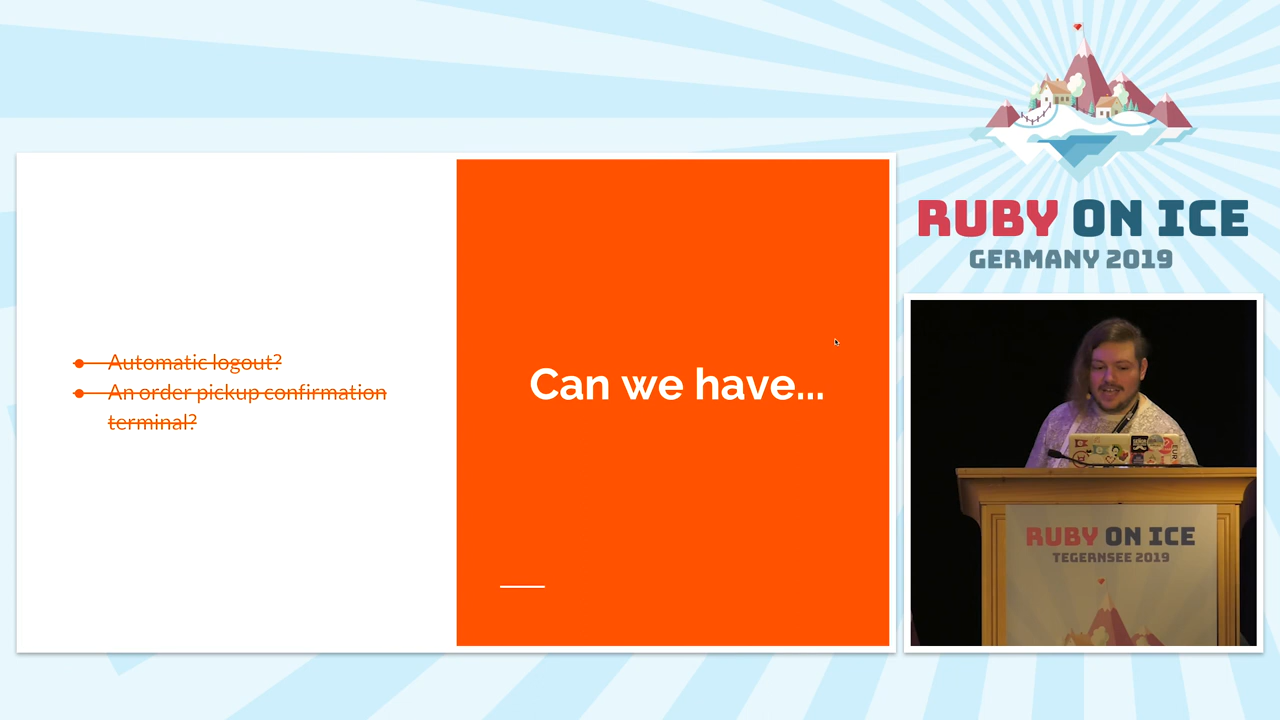 RUBY ON ICE
GERMANY 2019
Automatic logout?
An order pickup confirmation
terminal?
Can we have...
RUBY ON ICE
TEGERNSEE 2019